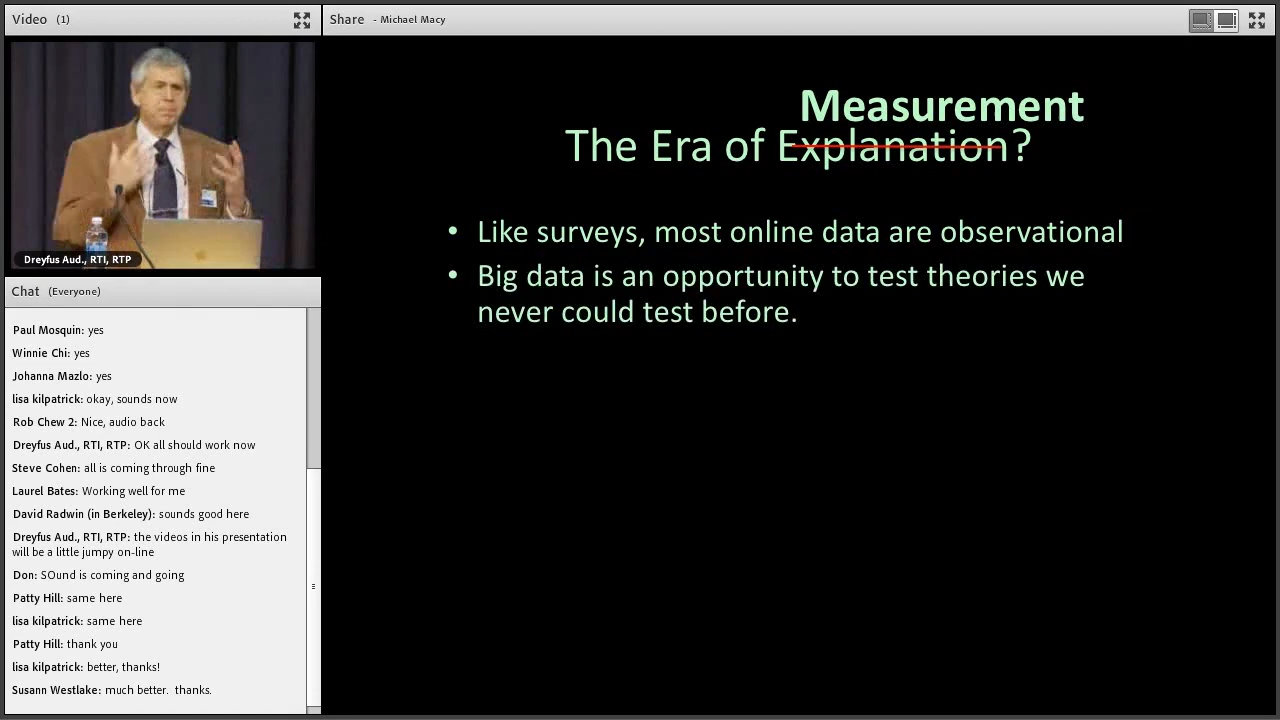 Video (1)
Share - Michael Macy
Dreyfus Aud., RTI, RTP
Chat (Everyone)
Paul Mosquin: yes
Winnie Chi: yes
Johanna Mazlo: yes
lisa kilpatrick: okay, sounds now
Rob Chew 2: Nice, audio back
Dreyfus Aud., RTI, RTP: OK all should work now
Steve Cohen: all is coming through fine
Laurel Bates: Working well for me
David Radwin (in Berkeley): sounds good here
Dreyfus Aud., RTI, RTP: the videos in his presentation
will be a little jumpy on-line
Don: SOund is coming and going
Patty Hill: same here
lisa kilpatrick: same here
Patty Hill: thank you
lisa kilpatrick: better, thanks!
Susann Westlake: much better. thanks.
Measurement
The Era of Explanation?
• Like surveys, most online data are observational
• Big data is an opportunity to test theories we
never could test before.